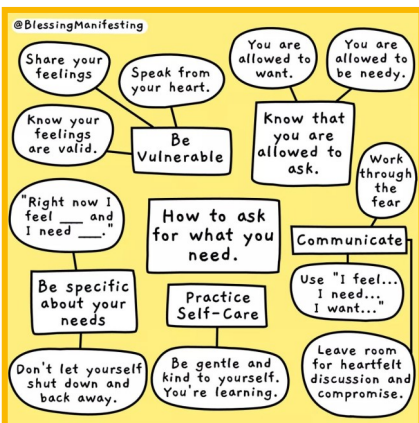 @BlessingManifesting
Share your
feelings
Speak from
your heart.
Know your
feelings
are valid.
Be
Vulnerable
You are
allowed to
want.
You are
allowed to
be needy.
Know that
you are
allowed to
ask.
"Right now I
feel ___ and
I need ___."
Be specific
about your
needs
Don't let yourself
shut down and
back away.
How to ask
for what you
need.
Practice
Self-Care
Be gentle and
kind to yourself.
You're learning.
Work
through
the
fear
Communicate
Use "I feel...
I need...
I want..."
Leave room
for heartfelt
discussion and
compromise.